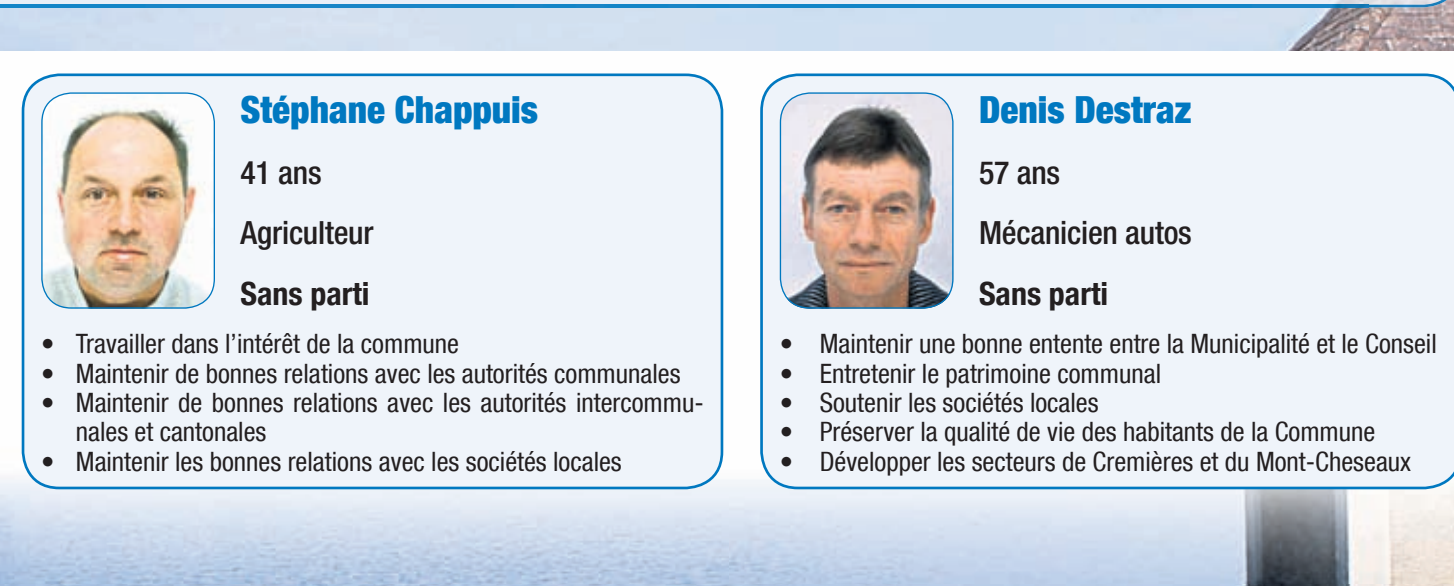 Stéphane Chappuis
41 ans
Agriculteur
Sans parti
• Travailler dans l’intérêt de la commune
• Maintenir de bonnes relations avec les autorités communales
• Maintenir de bonnes relations avec les autorités intercommu-
nales et cantonales
• Maintenir les bonnes relations avec les sociétés locales
Denis Destraz
57 ans
Mécanicien autos
Sans parti
• Maintenir une bonne entente entre la Municipalité et le Conseil
• Entretenir le patrimoine communal
• Soutenir les sociétés locales
• Préserver la qualité de vie des habitants de la Commune
• Développer les secteurs de Cremières et du Mont-Cheseaux